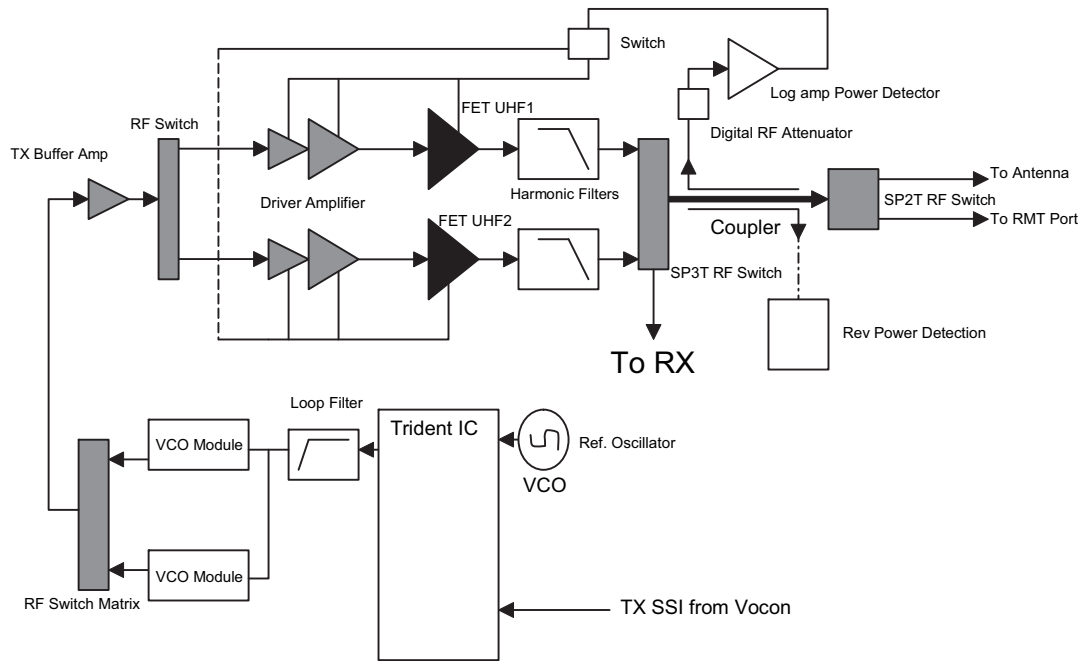 Switch
FET UHF1
Log amp Power Detector
RF Switch
Digital RF Attenuator
TX Buffer Amp
To Antenna
Harmonic Filters
Driver Amplifier
SP2T RF Switch
FET UHF2
Coupler
To RMT Port
SP3T RF Switch
Rev Power Detection
To RX
Loop Filter
Trident IC
VCO Module
Ref. Oscillator
VCO
VCO Module
RF Switch Matrix
TX SSI from Vocon